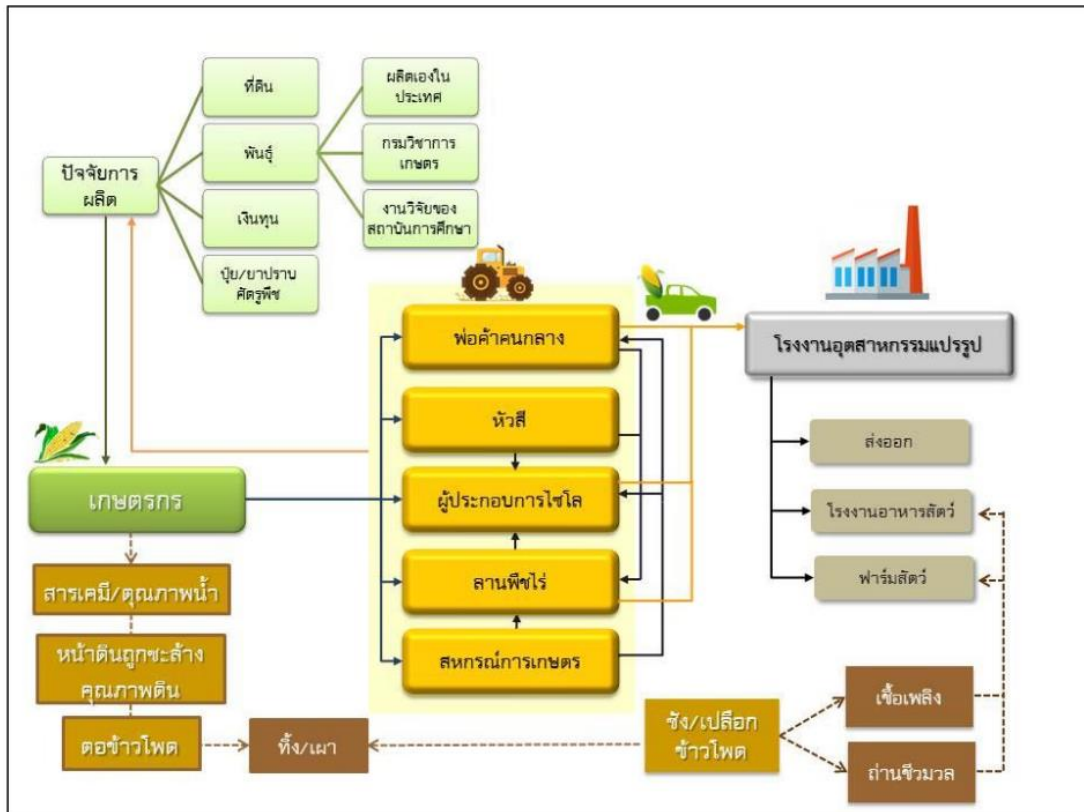 ที่ดิน
ผลิตเองใน
ประเทศ
พันธุ์
กรมวิชาการ
เกษตร
ปัจจัยการ
ผลิต
เงินทุน
งานวิจัยของ
สถาบันการศึกษา
ปุ๋ย/ยาปราบ
ศัตรูพืช
พ่อค้าคนกลาง
โรงงานอุตสาหกรรมแปรรูป
หัวสี
ส่งออก
เกษตรกร
ผู้ประกอบการไซโล
โรงงานอาหารสัตว์
ลานพืชไร่
ฟาร์มสัตว์
สารเคมี/ตุณภาพน้ำ
หน้าดินถูกชะล้าง
คุณภาพดิน
สหกรณ์การเกษตร
ตอข้าวโพด
ทิ้ง/เผา
ซัง/เปลือก
ข้าวโพด
เชื้อเพลิง
ถ่านชีวมวล